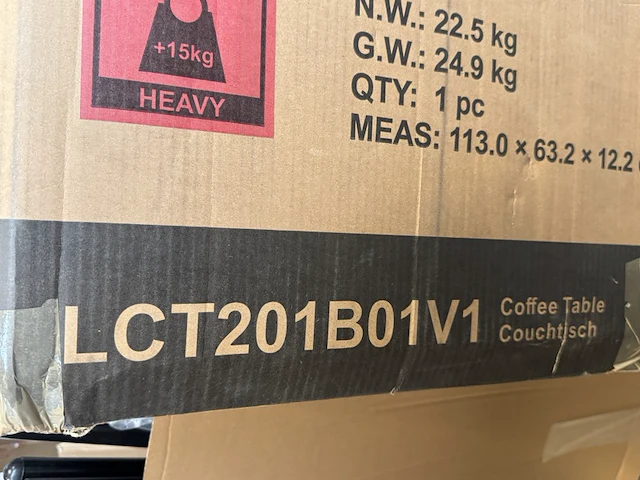 +15kg
HEAVY
N.W.: 22.5 kg
G.W.: 24.9 kg
QTY: 1 pc
MEAS: 113.0 × 63.2 × 12.2
LCT201B01V1
Coffee Table
Couchtisch